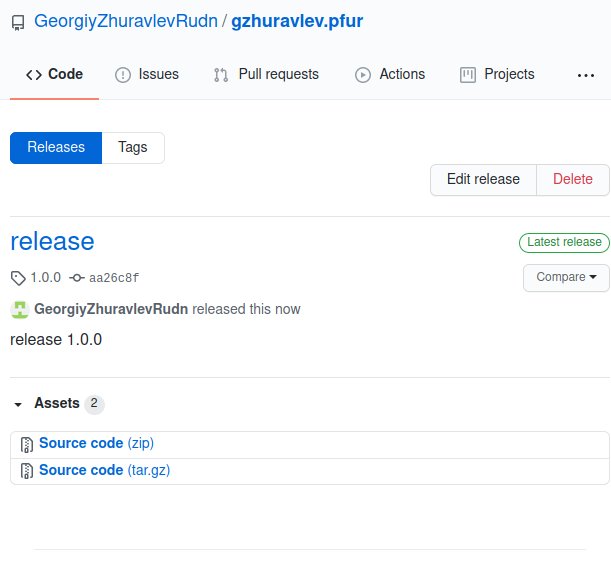 GeorgiyZhuravlevRudn / gzhuravlev.pfur
Code Issues Pull requests Actions Projects ...
Releases Tags
Edit release Delete
release Latest release
1.0.0 aa26c8f Compare
GeorgiyZhuravlevRudn released this now
release 1.0.0
Assets 2
Source code (zip)
Source code (tar.gz)